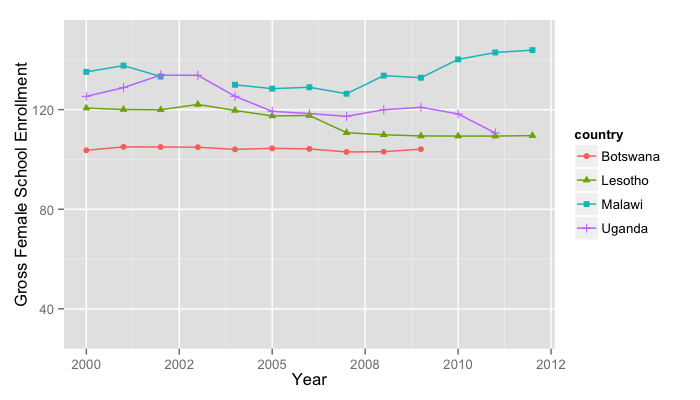 Gross Female School Enrollment
120
80
40
2000 2002 2005 2008 2010 2012
Year
country
Botswana
Lesotho
Malawi
Uganda